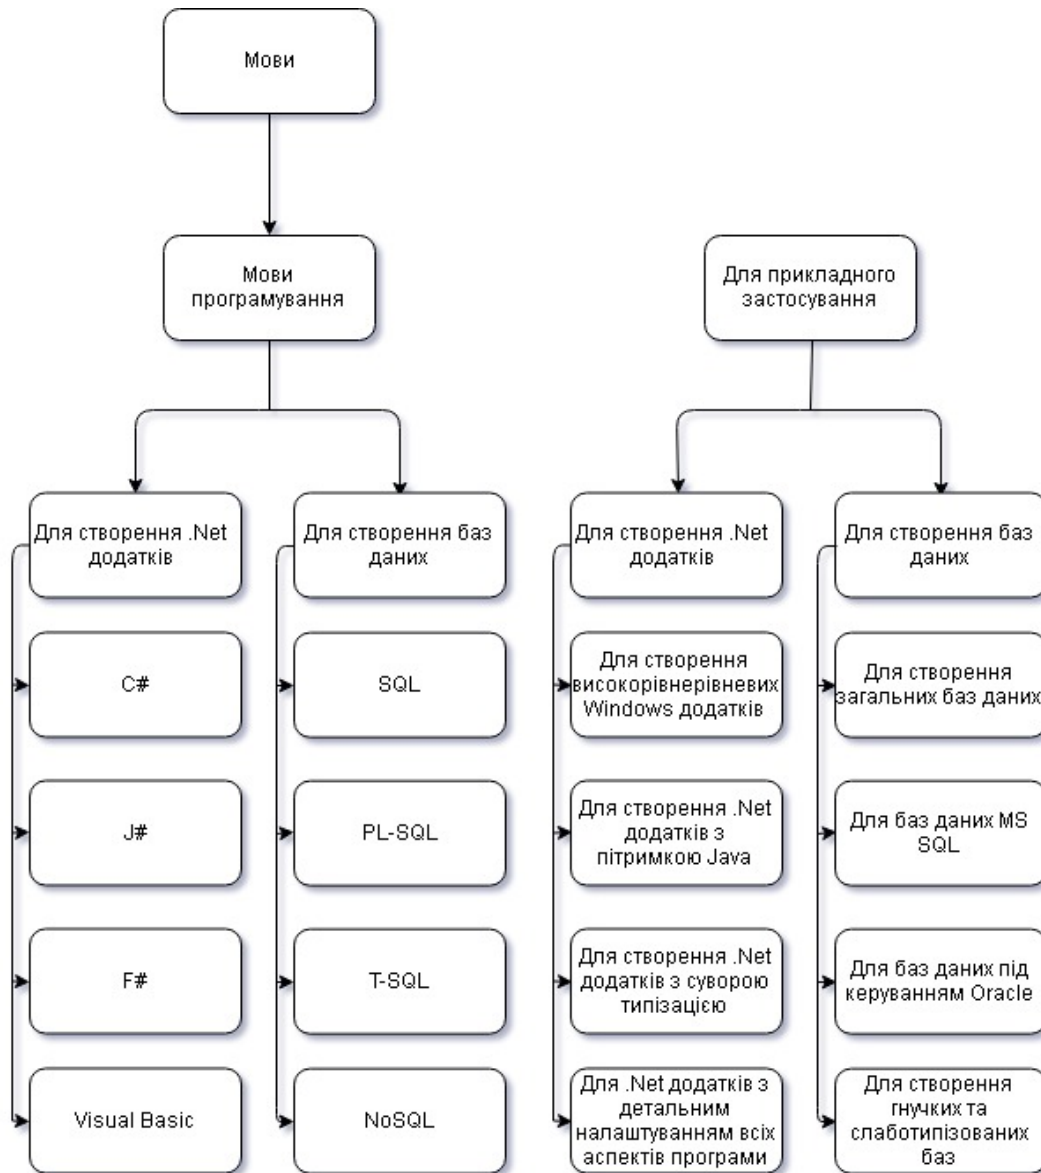 Мови
Мови
програмування
Для прикладного
застосування
Для створення .Net
додатків
Для створення баз
даних
Для створення .Net
додатків
Для створення баз
даних
C#
SQL
Для створення
високорівнерівневих
Windows додатків
Для створення
загальних баз даних
J#
PL-SQL
Для створення .Net
додатків з
пітримкою Java
Для баз даних MS
SQL
F#
T-SQL
Для створення .Net
додатків з суворою
типізацією
Для баз даних під
керуванням Oracle
Visual Basic
NoSQL
Для .Net додатків з
детальним
налаштуванням всіх
аспектів програми
Для створення
гнучких та
слаботипізованих
баз